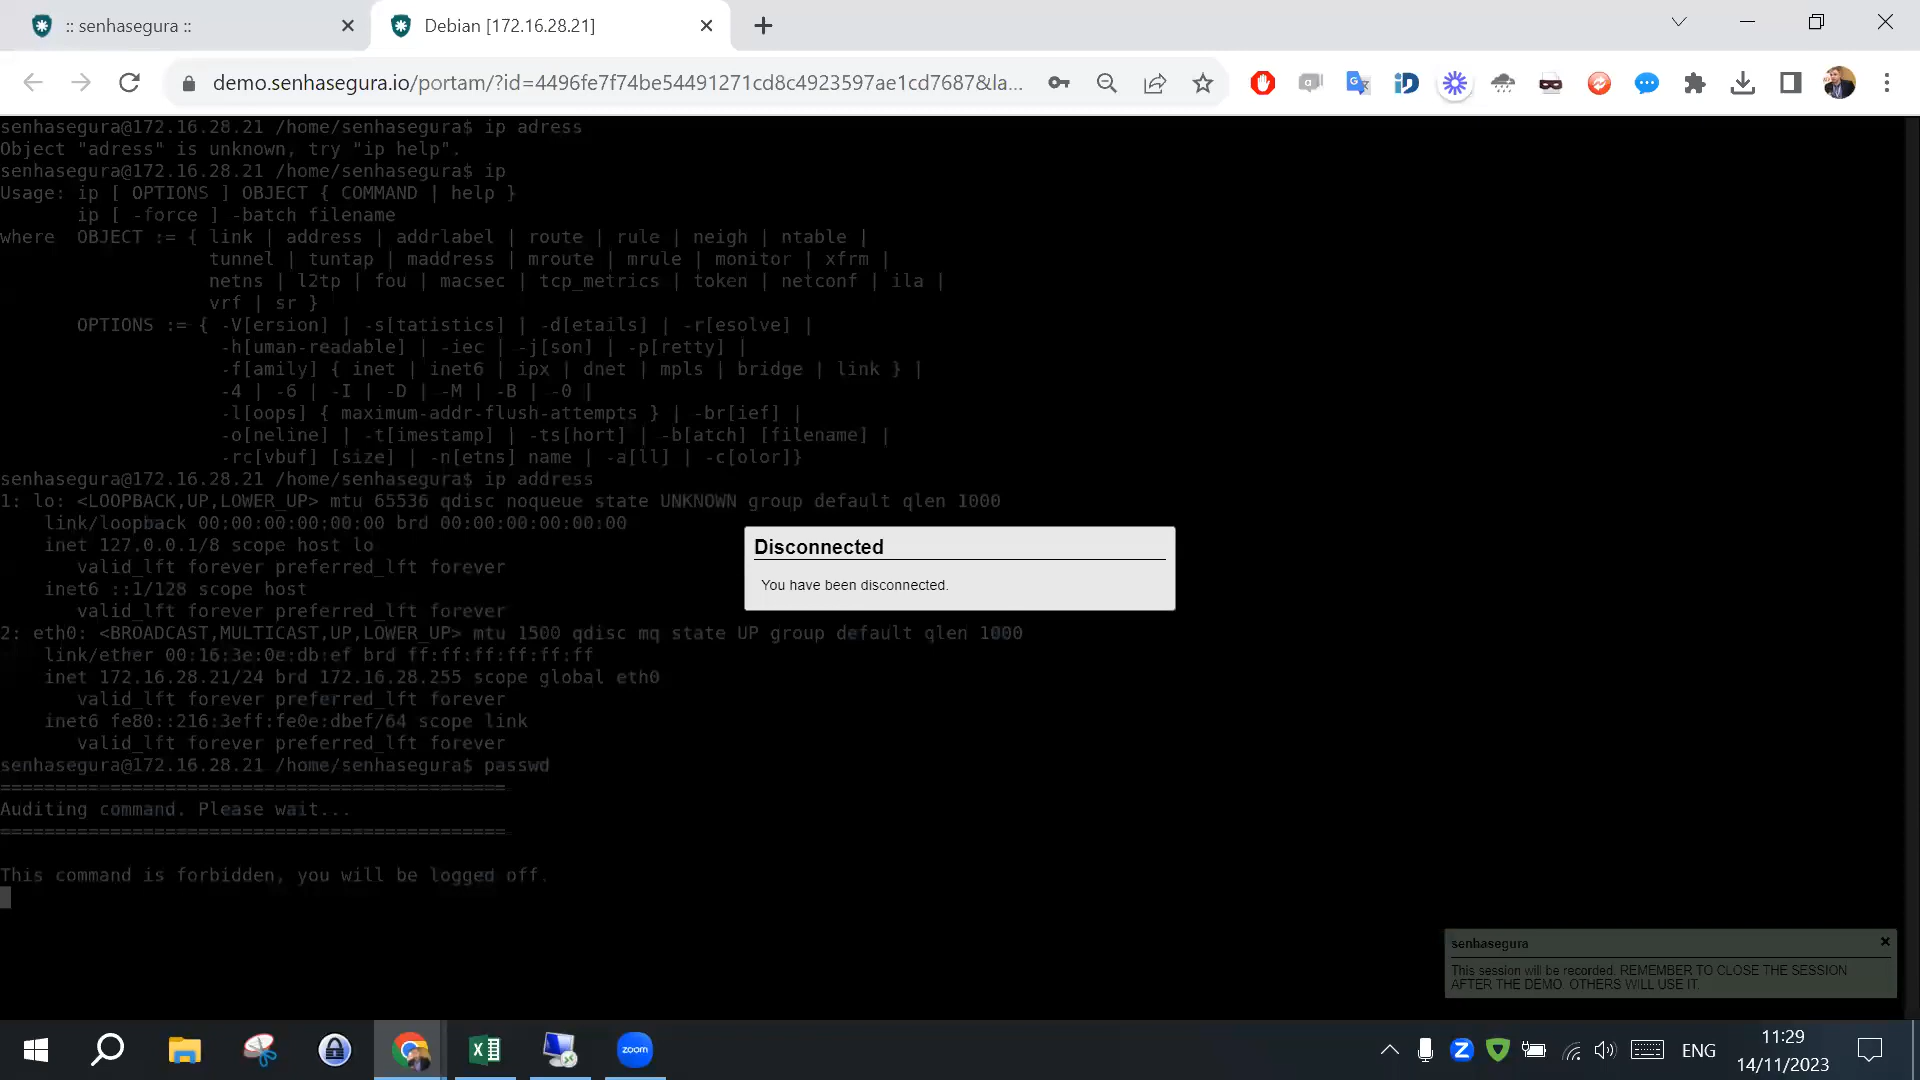 :: senhasegura ::
Debian [172.16.28.21]
demo.senhasegura.io/portam/?id=4496fe7f74be54491271cd8c4923597ae1cd7687&la...
senhasegura@172.16.28.21 /home/senhasegura$ ip adress
Object "adress" is unknown, try "ip help".
senhasegura@172.16.28.21 /home/senhasegura$ ip
Usage: ip [ OPTIONS ] OBJECT { COMMAND | help }
       ip [ -force ] -batch filename
where  OBJECT := { link | address | addrlabel | route | rule | neigh | ntable |
                   tunnel | tuntap | maddress | mroute | mrule | monitor | xfrm |
                   netns | l2tp | fou | macsec | tcp_metrics | token | netconf | ila |
                   vrf | sr }
       OPTIONS := { -V[ersion] | -s[tatistics] | -d[etails] | -r[esolve] |
                    -h[uman-readable] | -iec | -j[son] | -p[retty] |
                    -f[amily] { inet | inet6 | ipx | dnet | mpls | bridge | link } |
                    -4 | -6 | -I | -D | -M | -B | -0 |
                    -l[oops] { maximum-addr-flush-attempts } | -br[ief] |
                    -o[neline] | -t[imestamp] | -ts[hort] | -b[atch] [filename] |
                    -rc[vbuf] [size] | -n[etns] name | -a[ll] | -c[olor]}
senhasegura@172.16.28.21 /home/senhasegura$ ip address
1: lo: <LOOPBACK,UP,LOWER_UP> mtu 65536 qdisc noqueue state UNKNOWN group default qlen 1000
    link/loopback 00:00:00:00:00:00 brd 00:00:00:00:00:00
    inet 127.0.0.1/8 scope host lo
       valid_lft forever preferred_lft forever
    inet6 ::1/128 scope host
       valid_lft forever preferred_lft forever
2: eth0: <BROADCAST,MULTICAST,UP,LOWER_UP> mtu 1500 qdisc mq state UP group default qlen 1000
    link/ether 00:16:3e:0e:db:ef brd ff:ff:ff:ff:ff:ff
    inet 172.16.28.21/24 brd 172.16.28.255 scope global eth0
       valid_lft forever preferred_lft forever
    inet6 fe80::216:3eff:fe0e:dbef/64 scope link
       valid_lft forever preferred_lft forever
senhasegura@172.16.28.21 /home/senhasegura$ passwd
==============================================
Auditing command. Please wait...
==============================================
This command is forbidden, you will be logged off.
Disconnected
You have been disconnected.
senhasegura
This session will be recorded. REMEMBER TO CLOSE THE SESSION
AFTER THE DEMO. OTHERS WILL USE IT.
zoom
ENG
11:29
14/11/2023